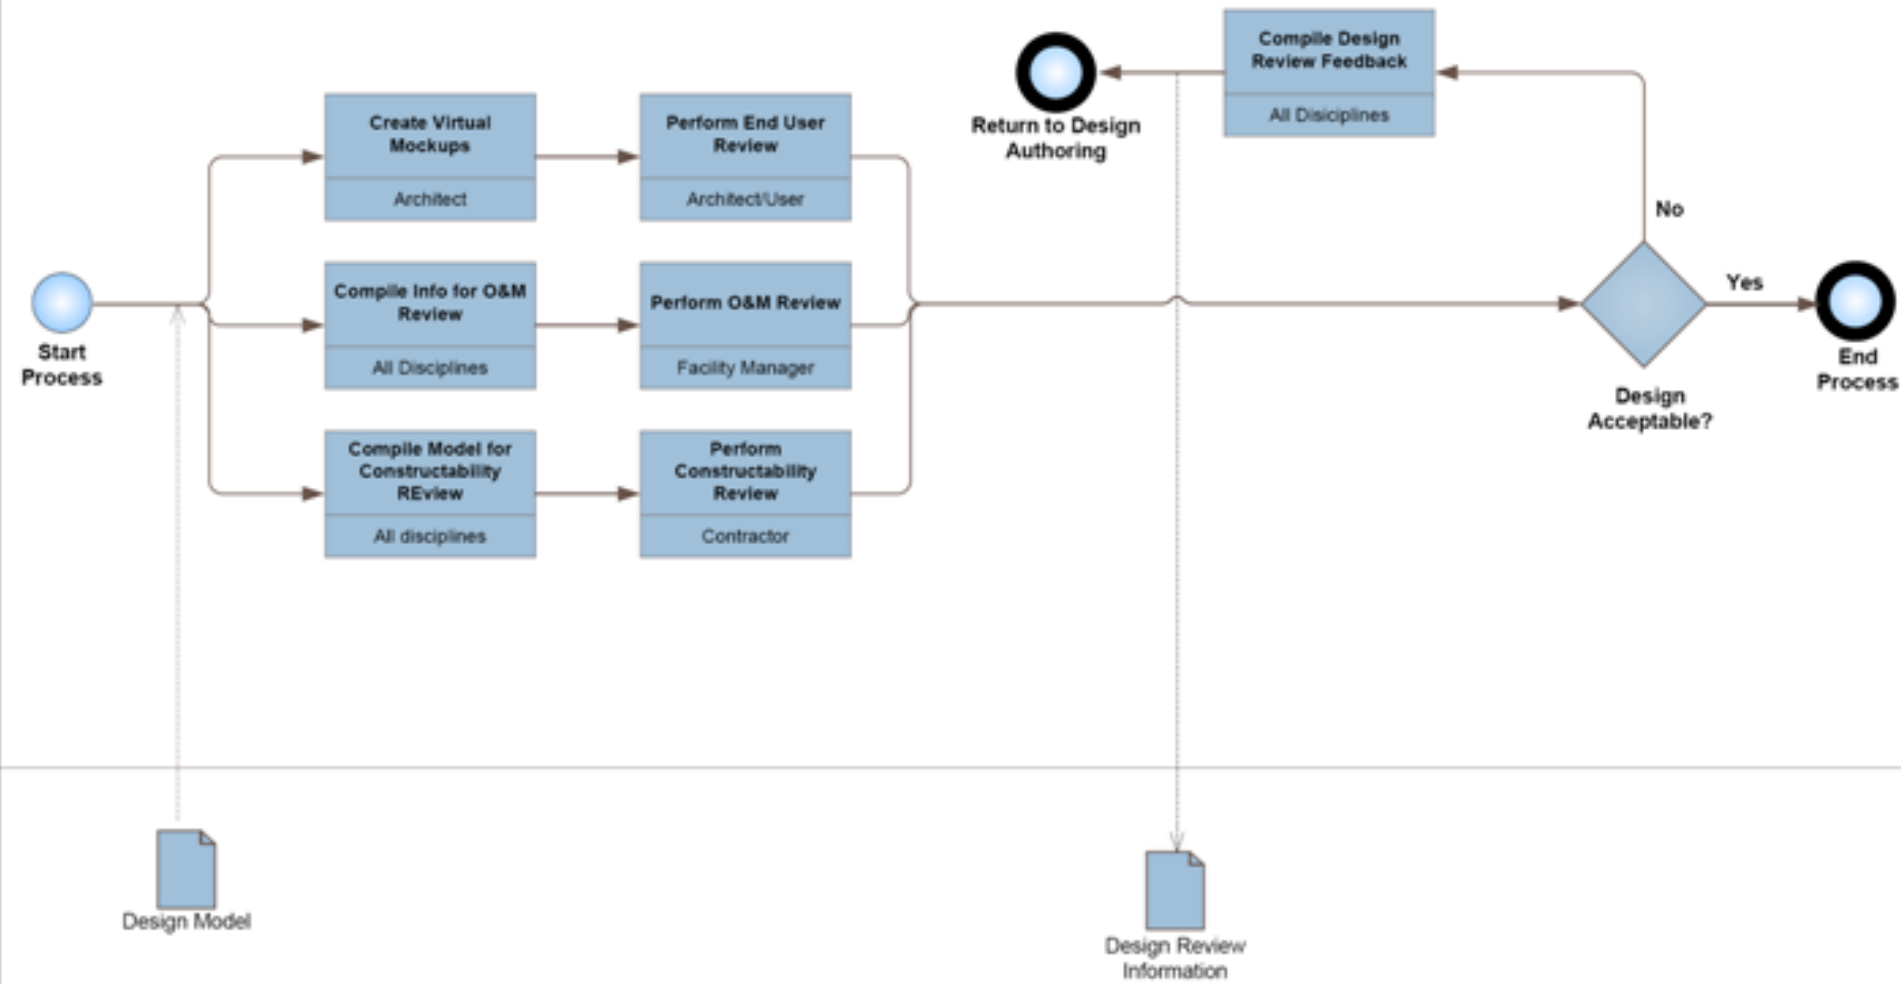 Compile Design
Review Feedback
All Disiciplines
Return to Design
Authoring
Create Virtual
Mockups
Architect
Perform End User
Review
Architect/User
No
Start
Process
Compile Info for O&M
Review
All Disciplines
Perform O&M Review
Facility Manager
Design
Acceptable?
Yes
End
Process
Compile Model for
Constructability
REview
All disciplines
Perform
Constructability
Review
Contractor
Design Model
Design Review
Information